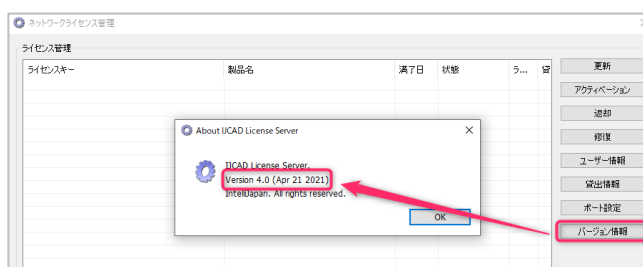 ネットワークライセンス管理
ライセンス管理
ライセンスキー 製品名 満了日 状態 ラ... 貸
更新
アクティベーション
返却
修復
ユーザー情報
貸出情報
ポート設定
バージョン情報
About IJCAD License Server
IJCAD License Server.
Version 4.0 (Apr 21 2021)
IntelliJapan. All rights reserved.
OK